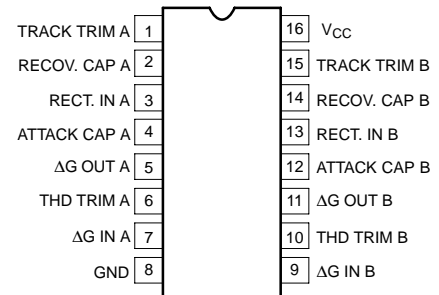 TRACK TRIM A 1
RECOV. CAP A 2
RECT. IN A 3
ATTACK CAP A 4
ΔG OUT A 5
THD TRIM A 6
ΔG IN A 7
GND 8
16 VCC
15 TRACK TRIM B
14 RECOV. CAP B
13 RECT. IN B
12 ATTACK CAP B
11 ΔG OUT B
10 THD TRIM B
9 ΔG IN B